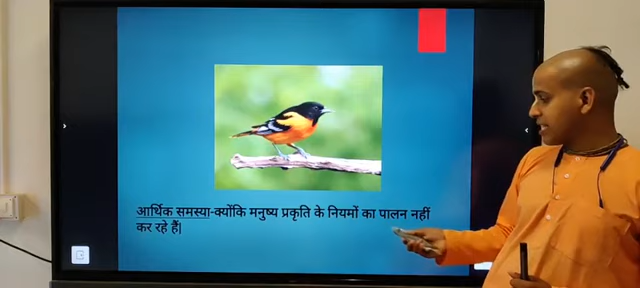 आर्थिक समस्या-क्योंकि मनुष्य प्रकृति के नियमों का पालन नहीं
कर रहे हैं|